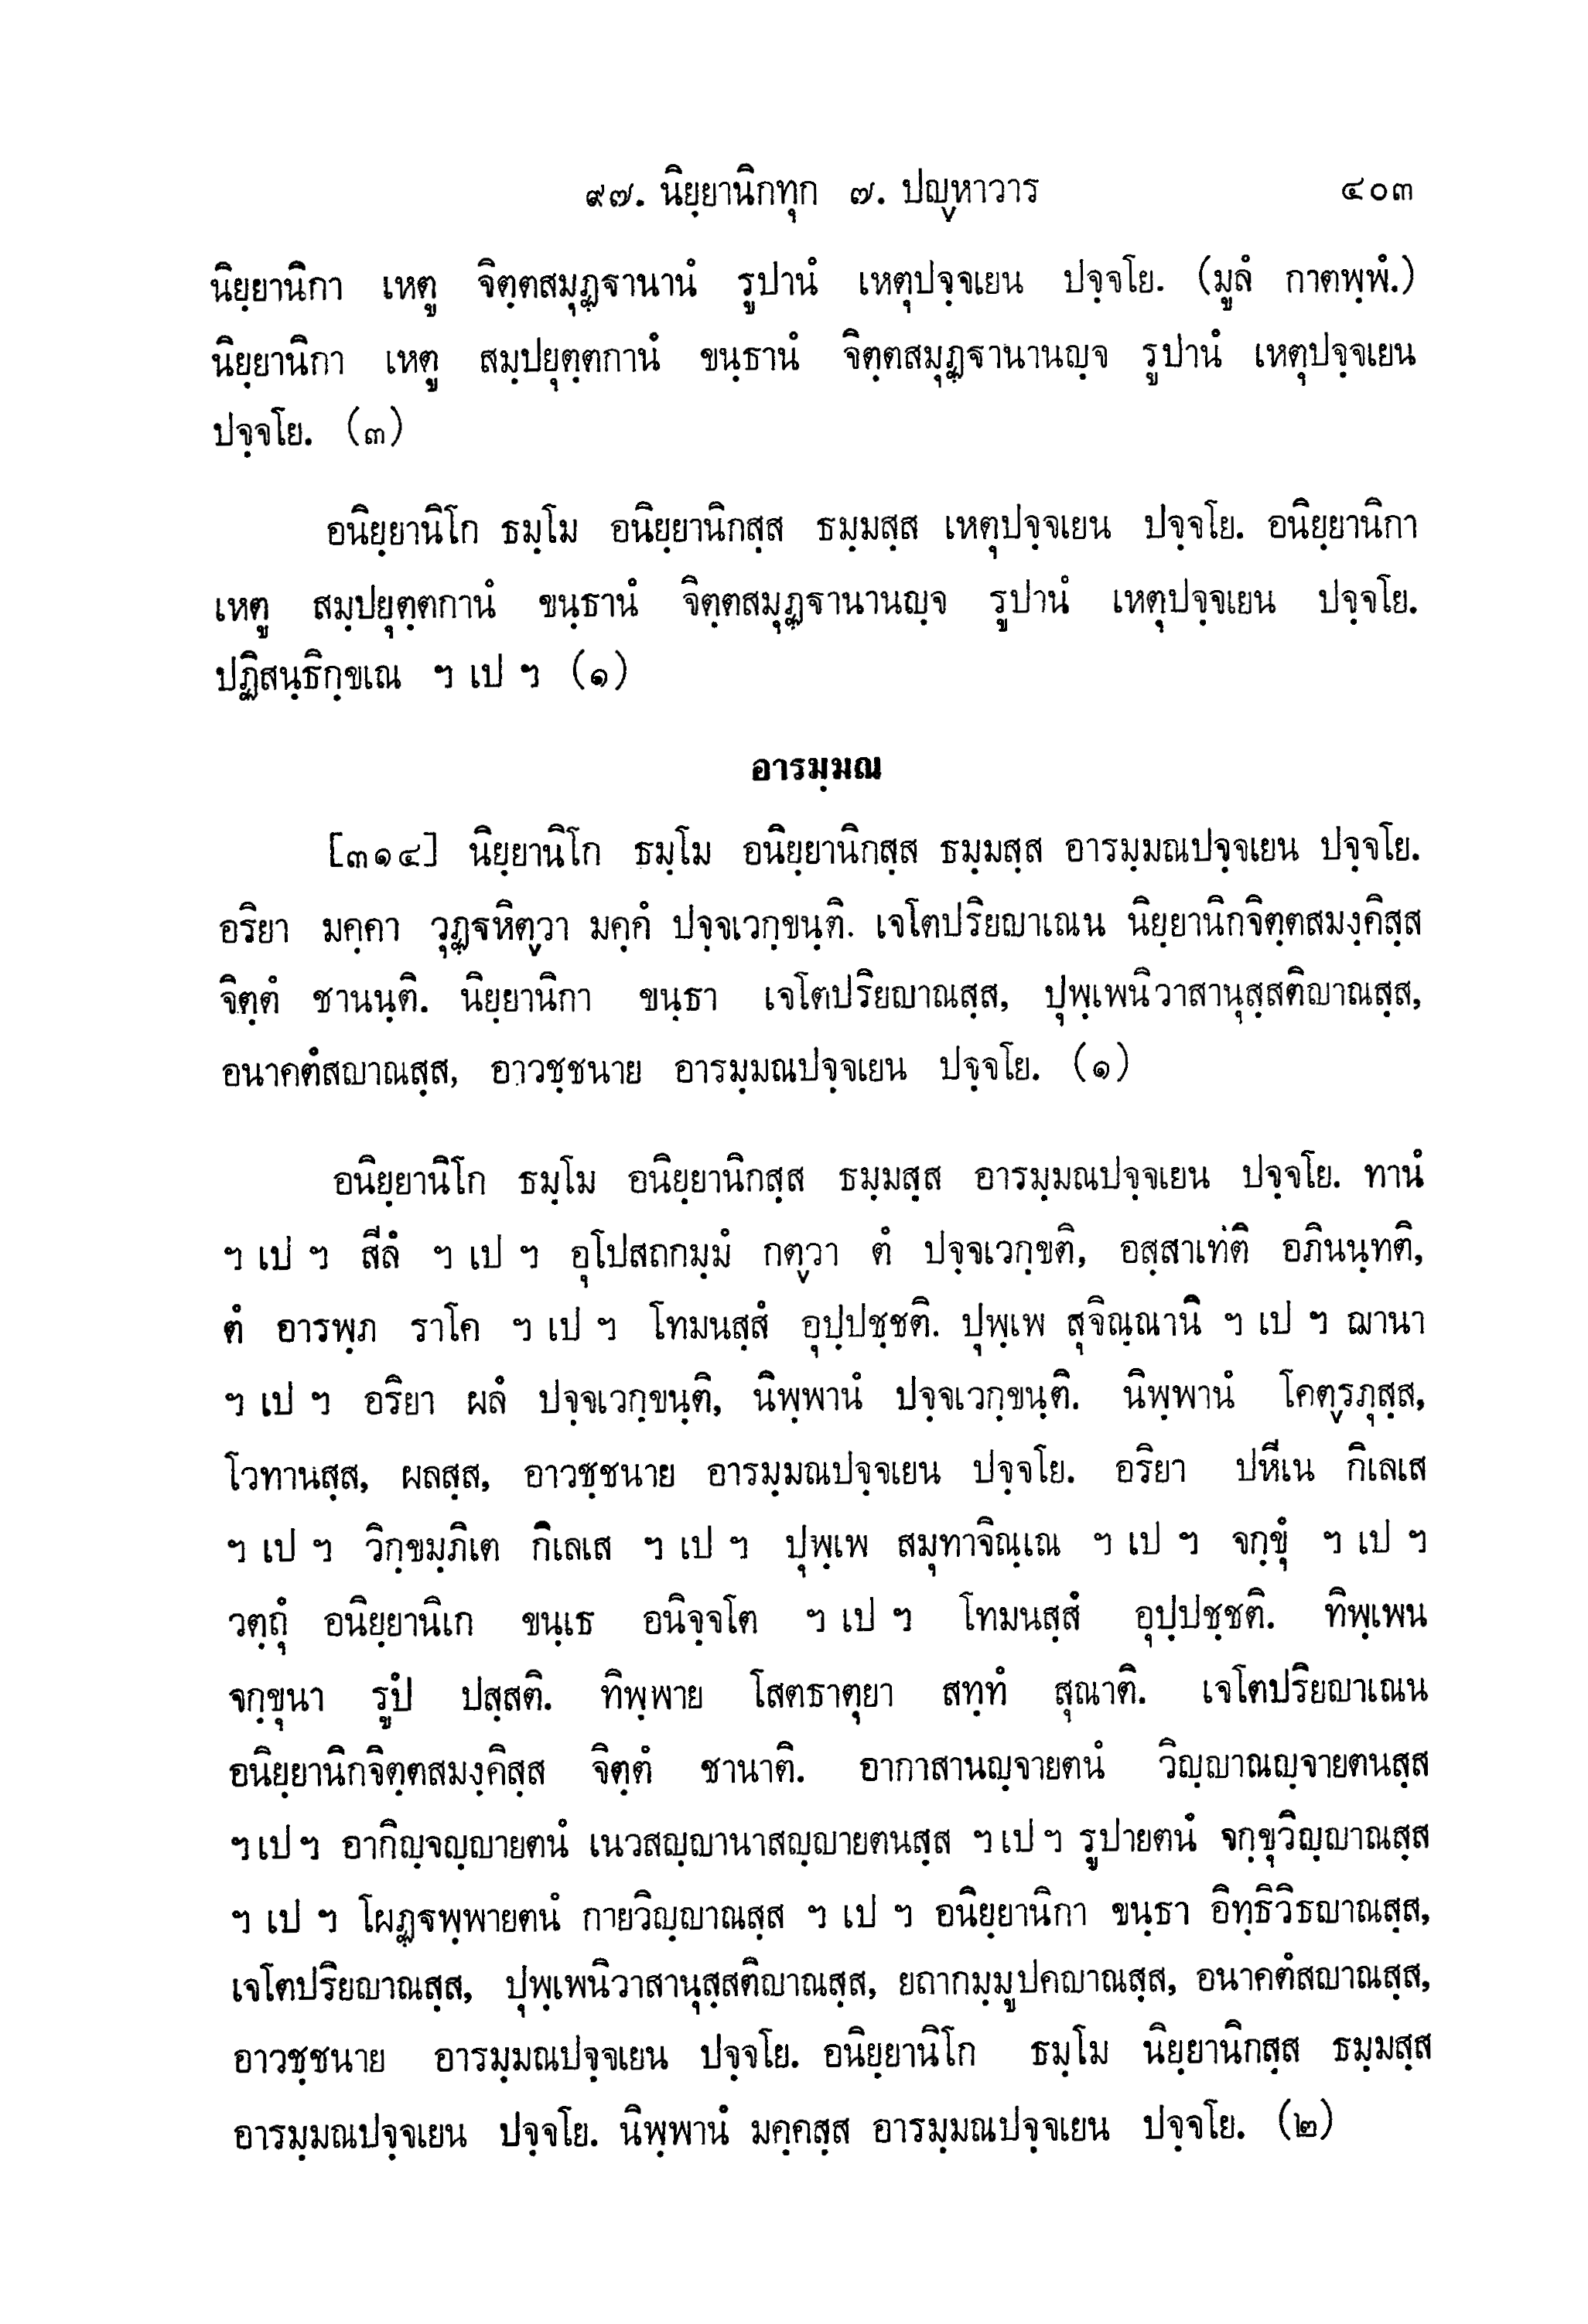 ๙๗. นิยฺยานิกทุก ๗. ปญฺหาวาร ๔๐๓
นิยฺยานิกา เหตู จิตฺตสมุฏฺฐานานํ รูปานํ เหตุปจฺจเยน ปจฺจโย. (มูลํ กาตพฺพํ.)
นิยฺยานิกา เหตู สมฺปยุตฺตกานํ ขนฺธานํ จิตฺตสมุฏฺฐานานญฺจ รูปานํ เหตุปจฺจเยน
ปจฺจโย. (๓)
อนิยฺยานิโก ธมฺโม อนิยฺยานิกสฺส ธมฺมสฺส เหตุปจฺจเยน ปจฺจโย. อนิยฺยานิกา
เหตู สมฺปยุตฺตกานํ ขนฺธานํ จิตฺตสมุฏฺฐานานญฺจ รูปานํ เหตุปจฺจเยน ปจฺจโย.
ปฏิสนฺธิกฺขเณ ฯ เป ฯ (๑)
อารมฺมณ
[๓๑๔] นิยฺยานิโก ธมฺโม อนิยฺยานิกสฺส ธมฺมสฺส อารมฺมณปจฺจเยน ปจฺจโย.
อริยา มคฺคา วุฏฺฐหิตฺวา มคฺคํ ปจฺจเวกฺขนฺติ. เจโตปริยญาเณน นิยฺยานิกจิตฺตสมงฺคิสฺส
จิตฺตํ ชานนฺติ. นิยฺยานิกา ขนฺธา เจโตปริยญาณสฺส, ปุพฺเพนิวาสานุสฺสติญาณสฺส,
อนาคตํสญาณสฺส, อาวชฺชนาย อารมฺมณปจฺจเยน ปจฺจโย. (๑)
อนิยฺยานิโก ธมฺโม อนิยฺยานิกสฺส ธมฺมสฺส อารมฺมณปจฺจเยน ปจฺจโย. ทานํ
ฯ เป ฯ สีลํ ฯ เป ฯ อุโปสถกมฺมํ กตฺวา ตํ ปจฺจเวกฺขติ, อสฺสาเทติ อภินนฺทติ,
ตํ อารพฺภ ราโค ฯ เป ฯ โทมนสฺสํ อุปฺปชฺชติ. ปุพฺเพ สุจิณฺณานิ ฯ เป ฯ ฌานา
ฯ เป ฯ อริยา ผลํ ปจฺจเวกฺขนฺติ, นิพฺพานํ ปจฺจเวกฺขนฺติ. นิพฺพานํ โคตฺรภุสฺส,
โวทานสฺส, ผลสฺส, อาวชฺชนาย อารมฺมณปจฺจเยน ปจฺจโย. อริยา ปหีเน กิเลเส
ฯ เป ฯ วิกฺขมฺภิเต กิเลเส ฯ เป ฯ ปุพฺเพ สมุทาจิณฺเณ ฯ เป ฯ จกฺขุํ ฯ เป ฯ
วตฺถุํ อนิยฺยานิเก ขนฺเธ อนิจฺจโต ฯ เป ฯ โทมนสฺสํ อุปฺปชฺชติ. ทิพฺเพน
จกฺขุนา รูปํ ปสฺสติ. ทิพฺพาย โสตธาตุยา สทฺทํ สุณาติ. เจโตปริยญาเณน
อนิยฺยานิกจิตฺตสมงฺคิสฺส จิตฺตํ ชานาติ. อากาสานญฺจายตนํ วิญฺญาณญฺจายตนสฺส
ฯ เป ฯ อากิญฺจญฺญายตนํ เนวสญฺญานาสญฺญายตนสฺส ฯ เป ฯ รูปายตนํ จกฺขุวิญฺญาณสฺส
ฯ เป ฯ โผฏฺฐพฺพายตนํ กายวิญฺญาณสฺส ฯ เป ฯ อนิยฺยานิกา ขนฺธา อิทฺธิวิธญาณสฺส,
เจโตปริยญาณสฺส, ปุพฺเพนิวาสานุสฺสติญาณสฺส, ยถากมฺมูปคญาณสฺส, อนาคตํสญาณสฺส,
อาวชฺชนาย อารมฺมณปจฺจเยน ปจฺจโย. อนิยฺยานิโก ธมฺโม นิยฺยานิกสฺส ธมฺมสฺส
อารมฺมณปจฺจเยน ปจฺจโย. นิพฺพานํ มคฺคสฺส อารมฺมณปจฺจเยน ปจฺจโย. (๒)